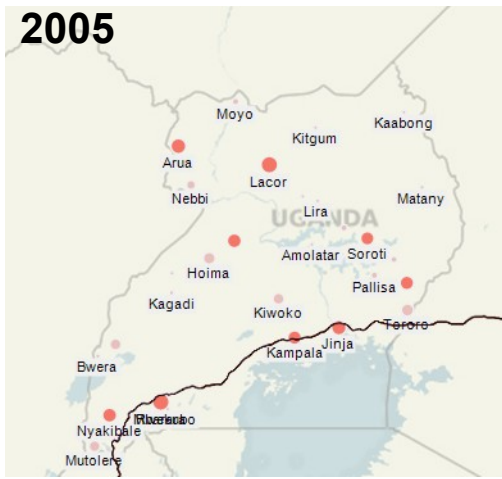 2005
Moyo
Kaabong
Kitgum
Arua
Lacor
Nebbi
Matany
Lira
UGANDA
Soroti
Amolatar
Hoima
Pallisa
Kagadi
Kiwoko
Tororo
Jinja
Kampala
Bwera
Nyakibale
Mutolere